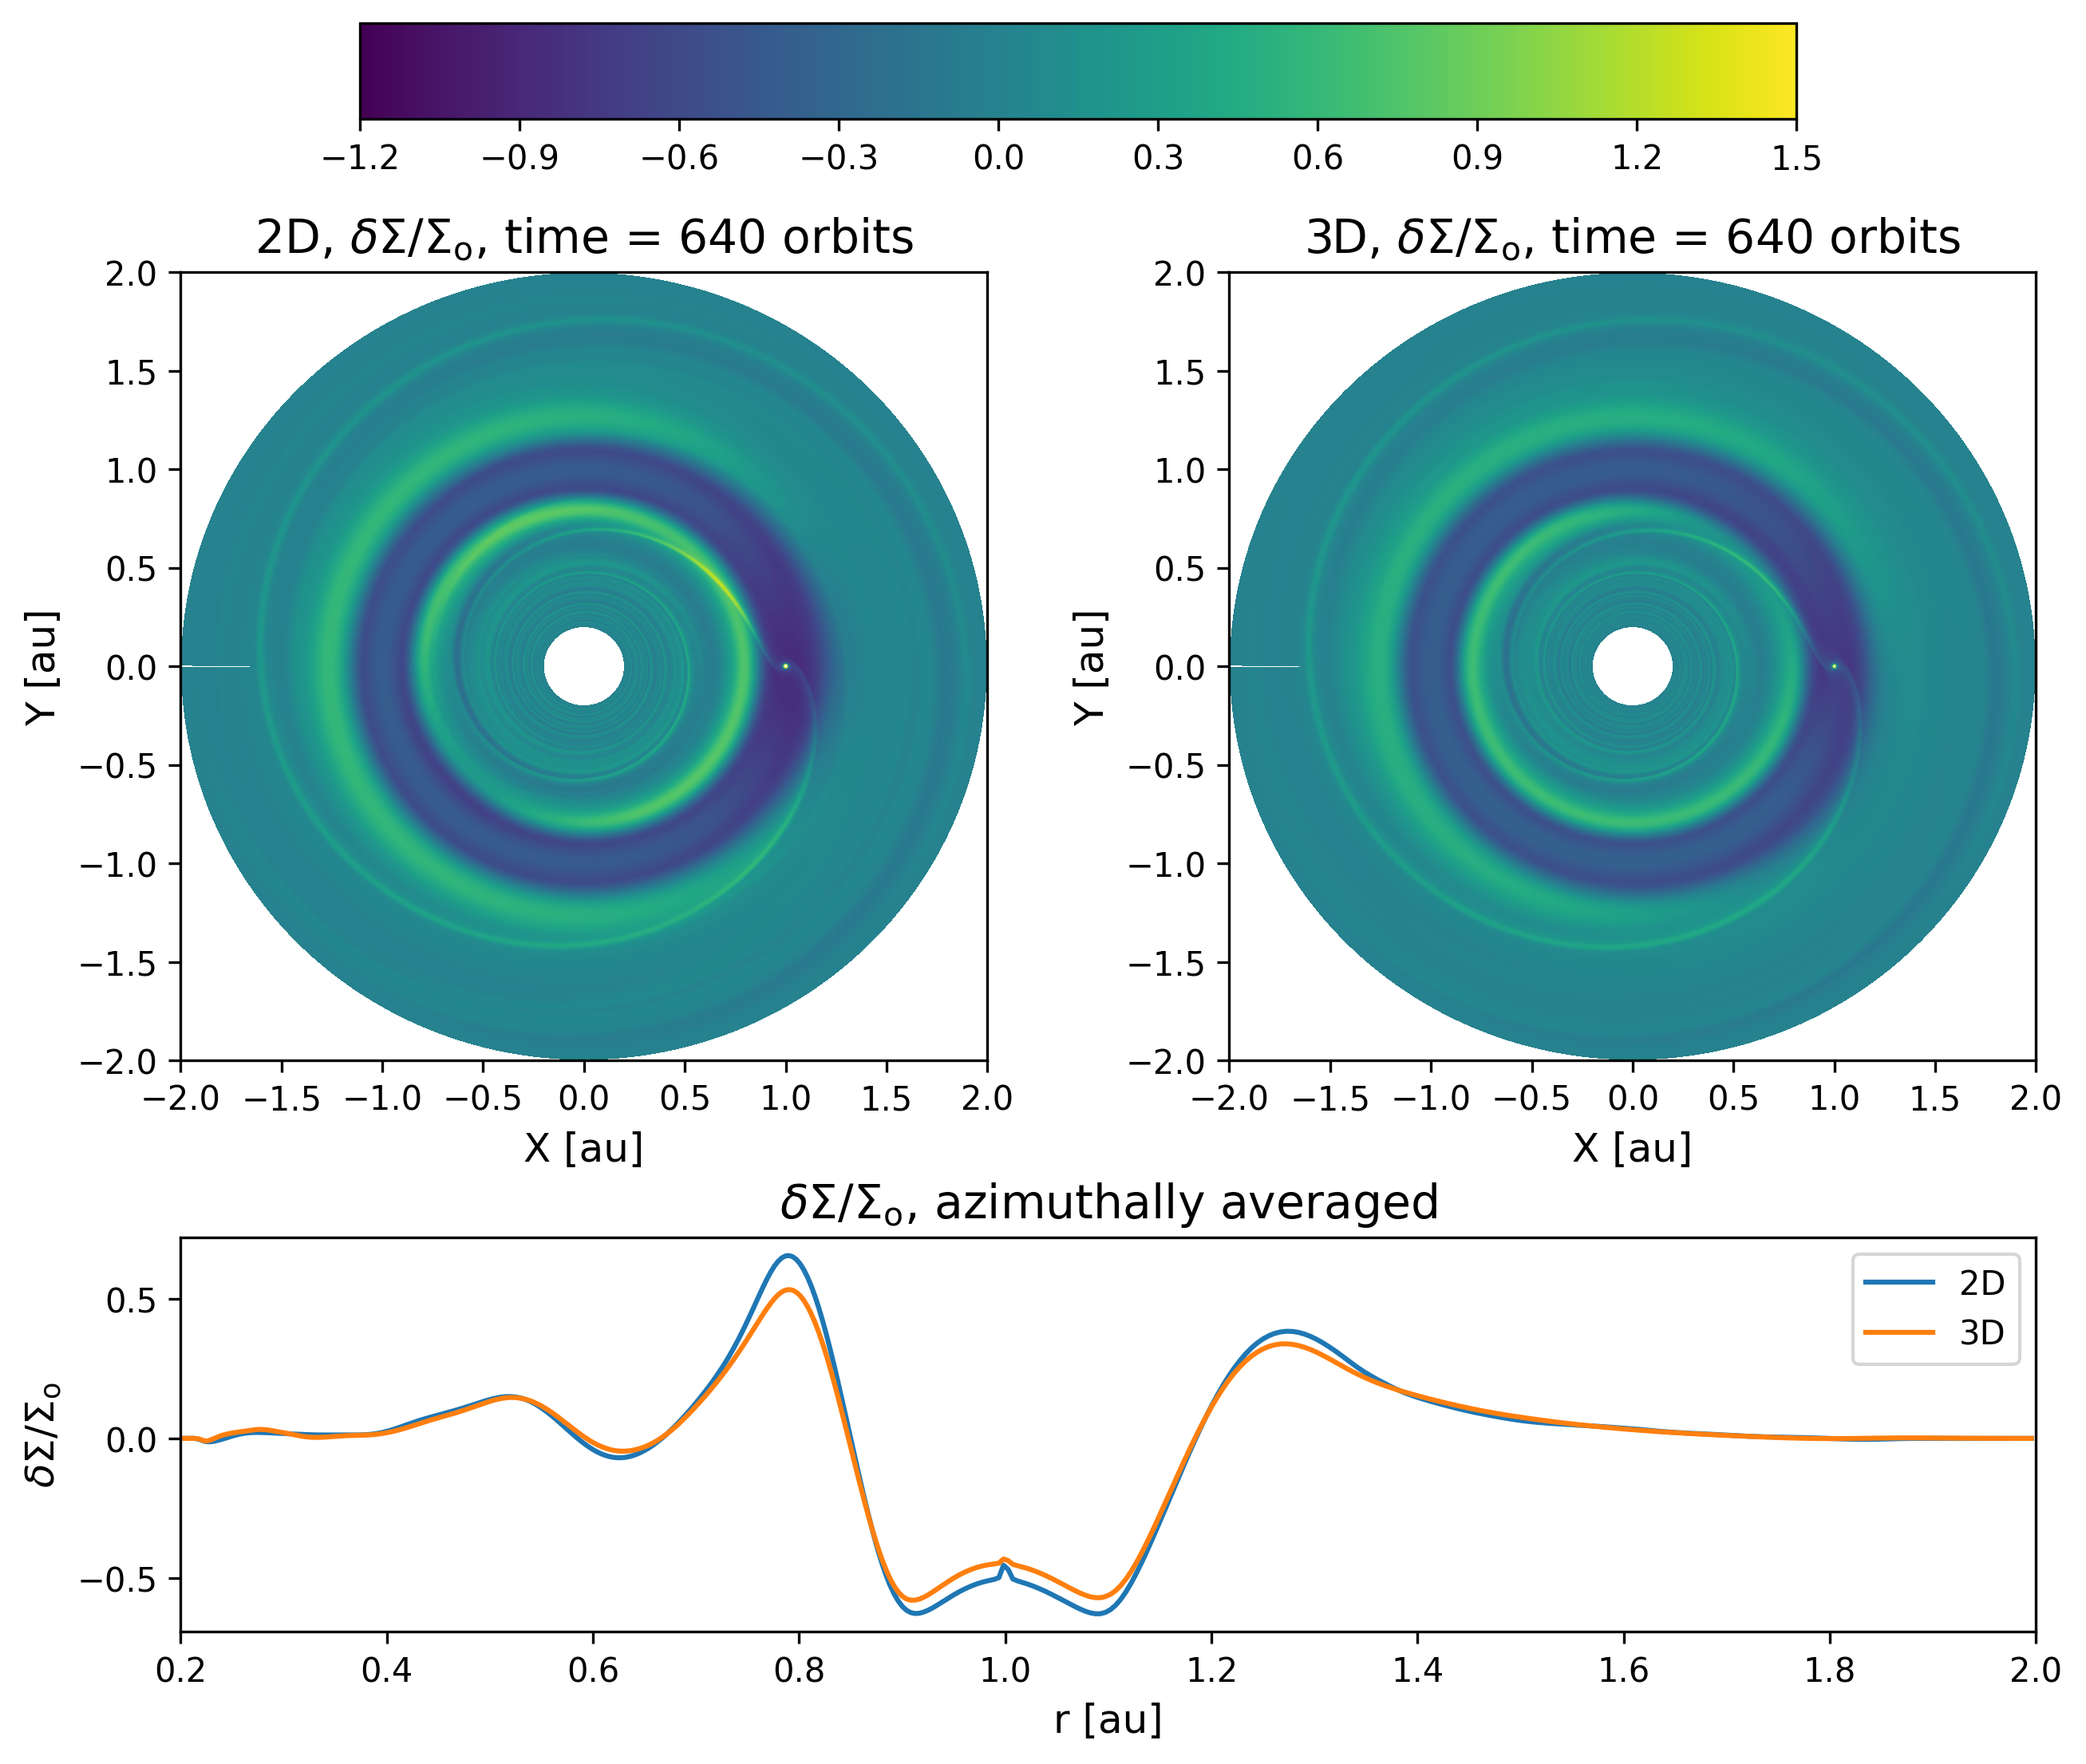 −1.2 −0.9 −0.6 −0.3 0.0 0.3 0.6 0.9 1.2 1.5
2D, δΣ/Σₒ, time = 640 orbits
2.0
1.5
1.0
0.5
0.0
−0.5
−1.0
−1.5
−2.0
Y [au]
−2.0 −1.5 −1.0 −0.5 0.0 0.5 1.0 1.5 2.0
X [au]
3D, δΣ/Σₒ, time = 640 orbits
2.0
1.5
1.0
0.5
0.0
−0.5
−1.0
−1.5
−2.0
Y [au]
−2.0 −1.5 −1.0 −0.5 0.0 0.5 1.0 1.5 2.0
X [au]
δΣ/Σₒ, azimuthally averaged
0.5
0.0
−0.5
δΣ/Σₒ
2D
3D
0.2 0.4 0.6 0.8 1.0 1.2 1.4 1.6 1.8 2.0
r [au]